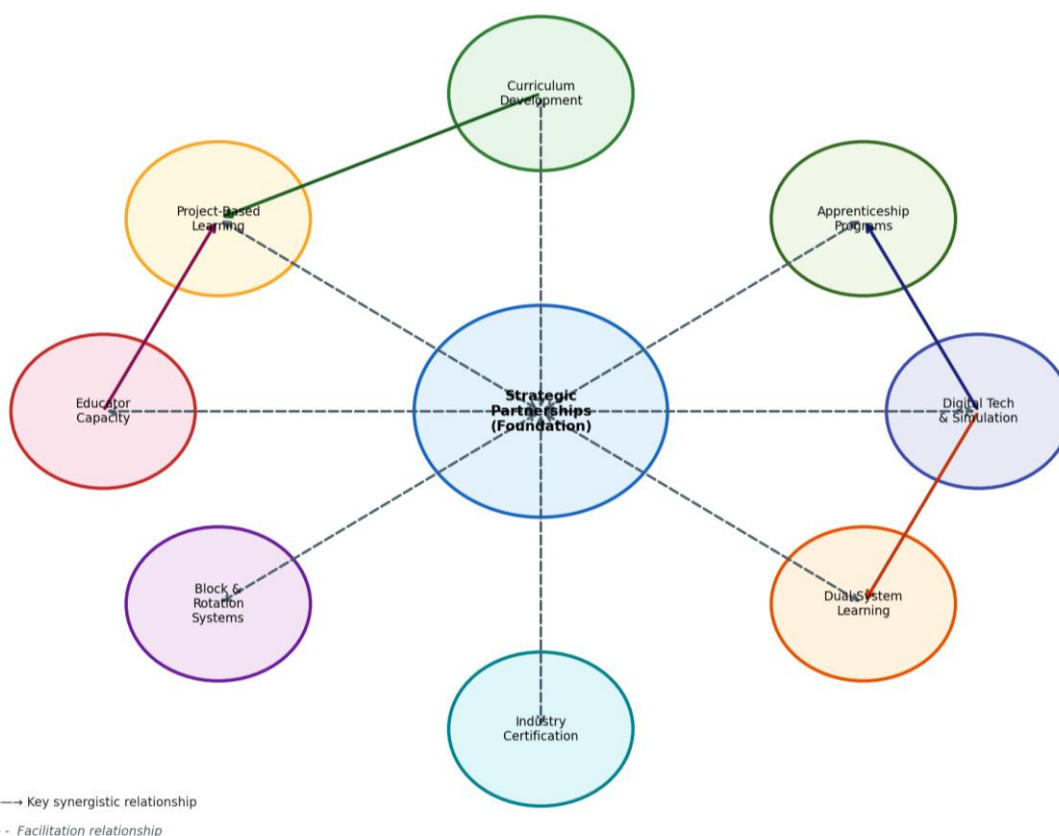 Curriculum
Development
Project-Based
Learning
Apprenticeship
Programs
Strategic
Partnerships
(Foundation)
Educator
Capacity
Digital Tech
& Simulation
Block &
Rotation
Systems
Dual-System
Learning
Industry
Certification
—→ Key synergistic relationship
- Facilitation relationship